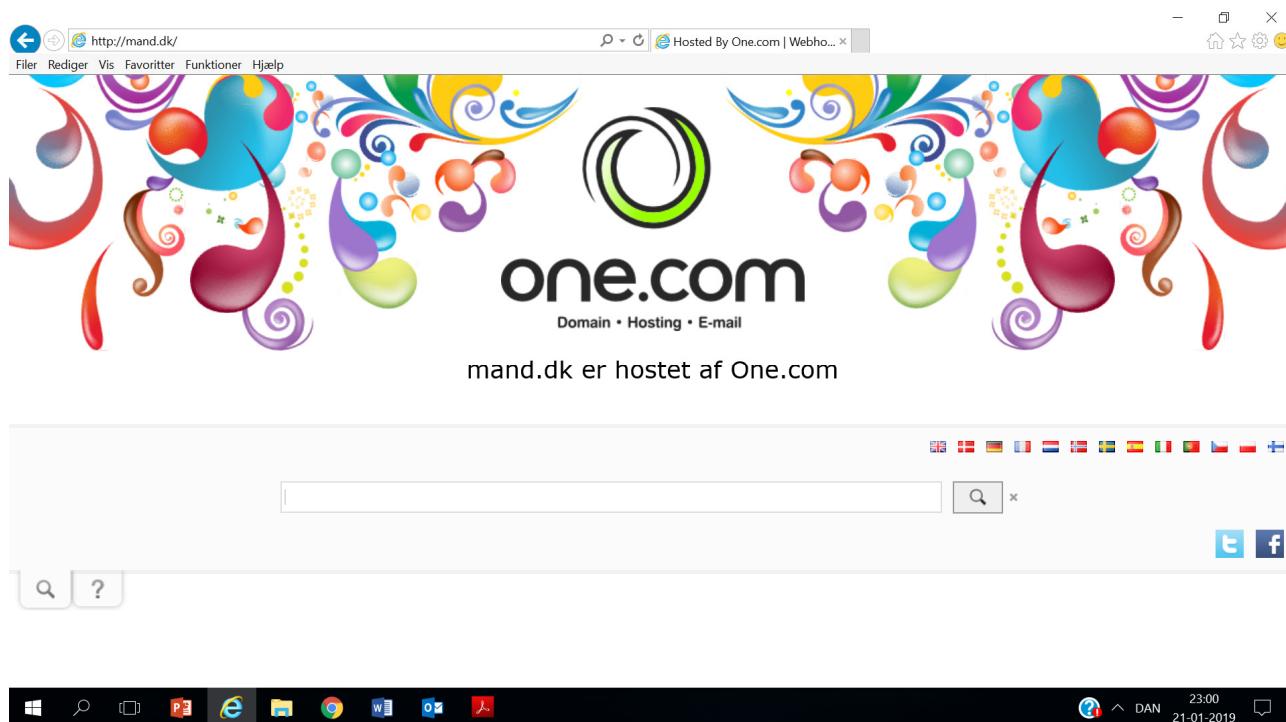 http://mand.dk/
Hosted By One.com | Webho...
Filer Rediger Vis Favoritter Funktioner Hjælp
one.com
Domain • Hosting • E-mail
mand.dk er hostet af One.com
?
DAN
23:00
21-01-2019